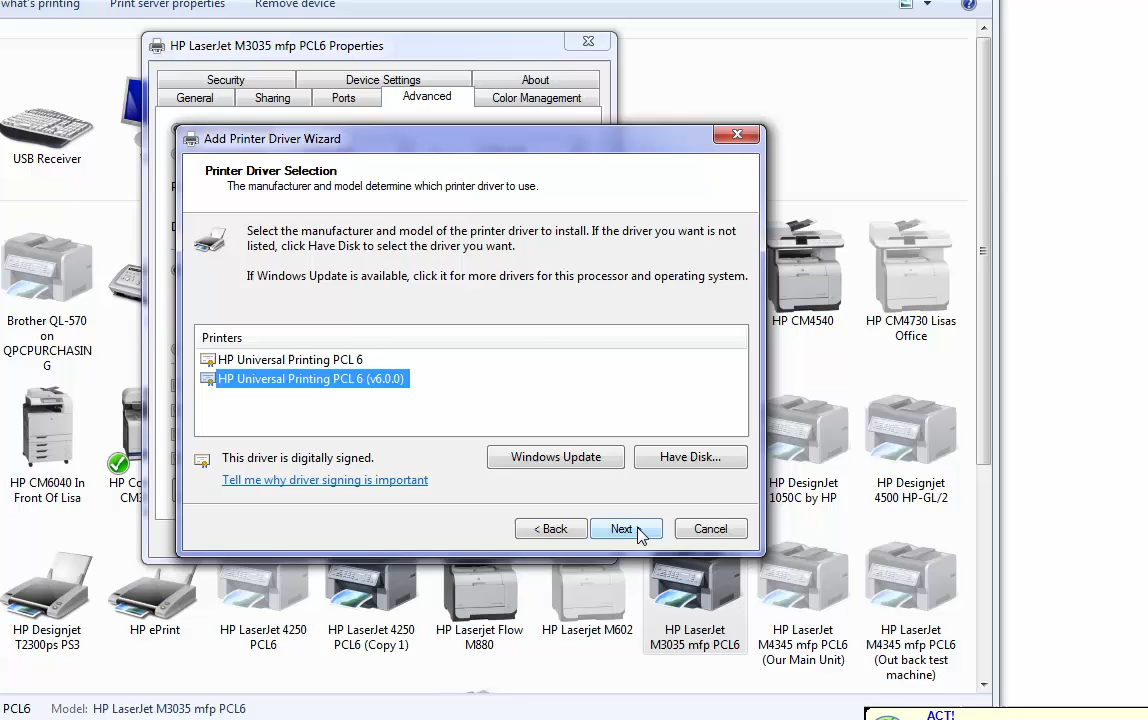 what's printing
Print server properties
Remove device
HP LaserJet M3035 mfp PCL6 Properties
Security
Device Settings
About
General
Sharing
Ports
Advanced
Color Management
Add Printer Driver Wizard
Printer Driver Selection
The manufacturer and model determine which printer driver to use.
Select the manufacturer and model of the printer driver to install. If the driver you want is not
listed, click Have Disk to select the driver you want.
If Windows Update is available, click it for more drivers for this processor and operating system.
Printers
HP Universal Printing PCL 6
HP Universal Printing PCL 6 (v6.0.0)
This driver is digitally signed.
Tell me why driver signing is important
Windows Update
Have Disk...
< Back
Next
Cancel
USB Receiver
Brother QL-570
on
QPCPURCHASIN
G
HP CM4540
HP CM4730 Lisas
Office
HP CM6040 In
Front Of Lisa
HP Co
CM3
HP DesignJet
1050C by HP
HP Designjet
4500 HP-GL/2
HP Designjet
T2300ps PS3
HP ePrint
HP LaserJet 4250
PCL6
HP LaserJet 4250
PCL6 (Copy 1)
HP Laserjet Flow
M880
HP Laserjet M602
HP LaserJet
M3035 mfp PCL6
HP LaserJet
M4345 mfp PCL6
(Our Main Unit)
HP LaserJet
M4345 mfp PCL6
(Out back test
machine)
PCL6
Model: HP LaserJet M3035 mfp PCL6
ACT!